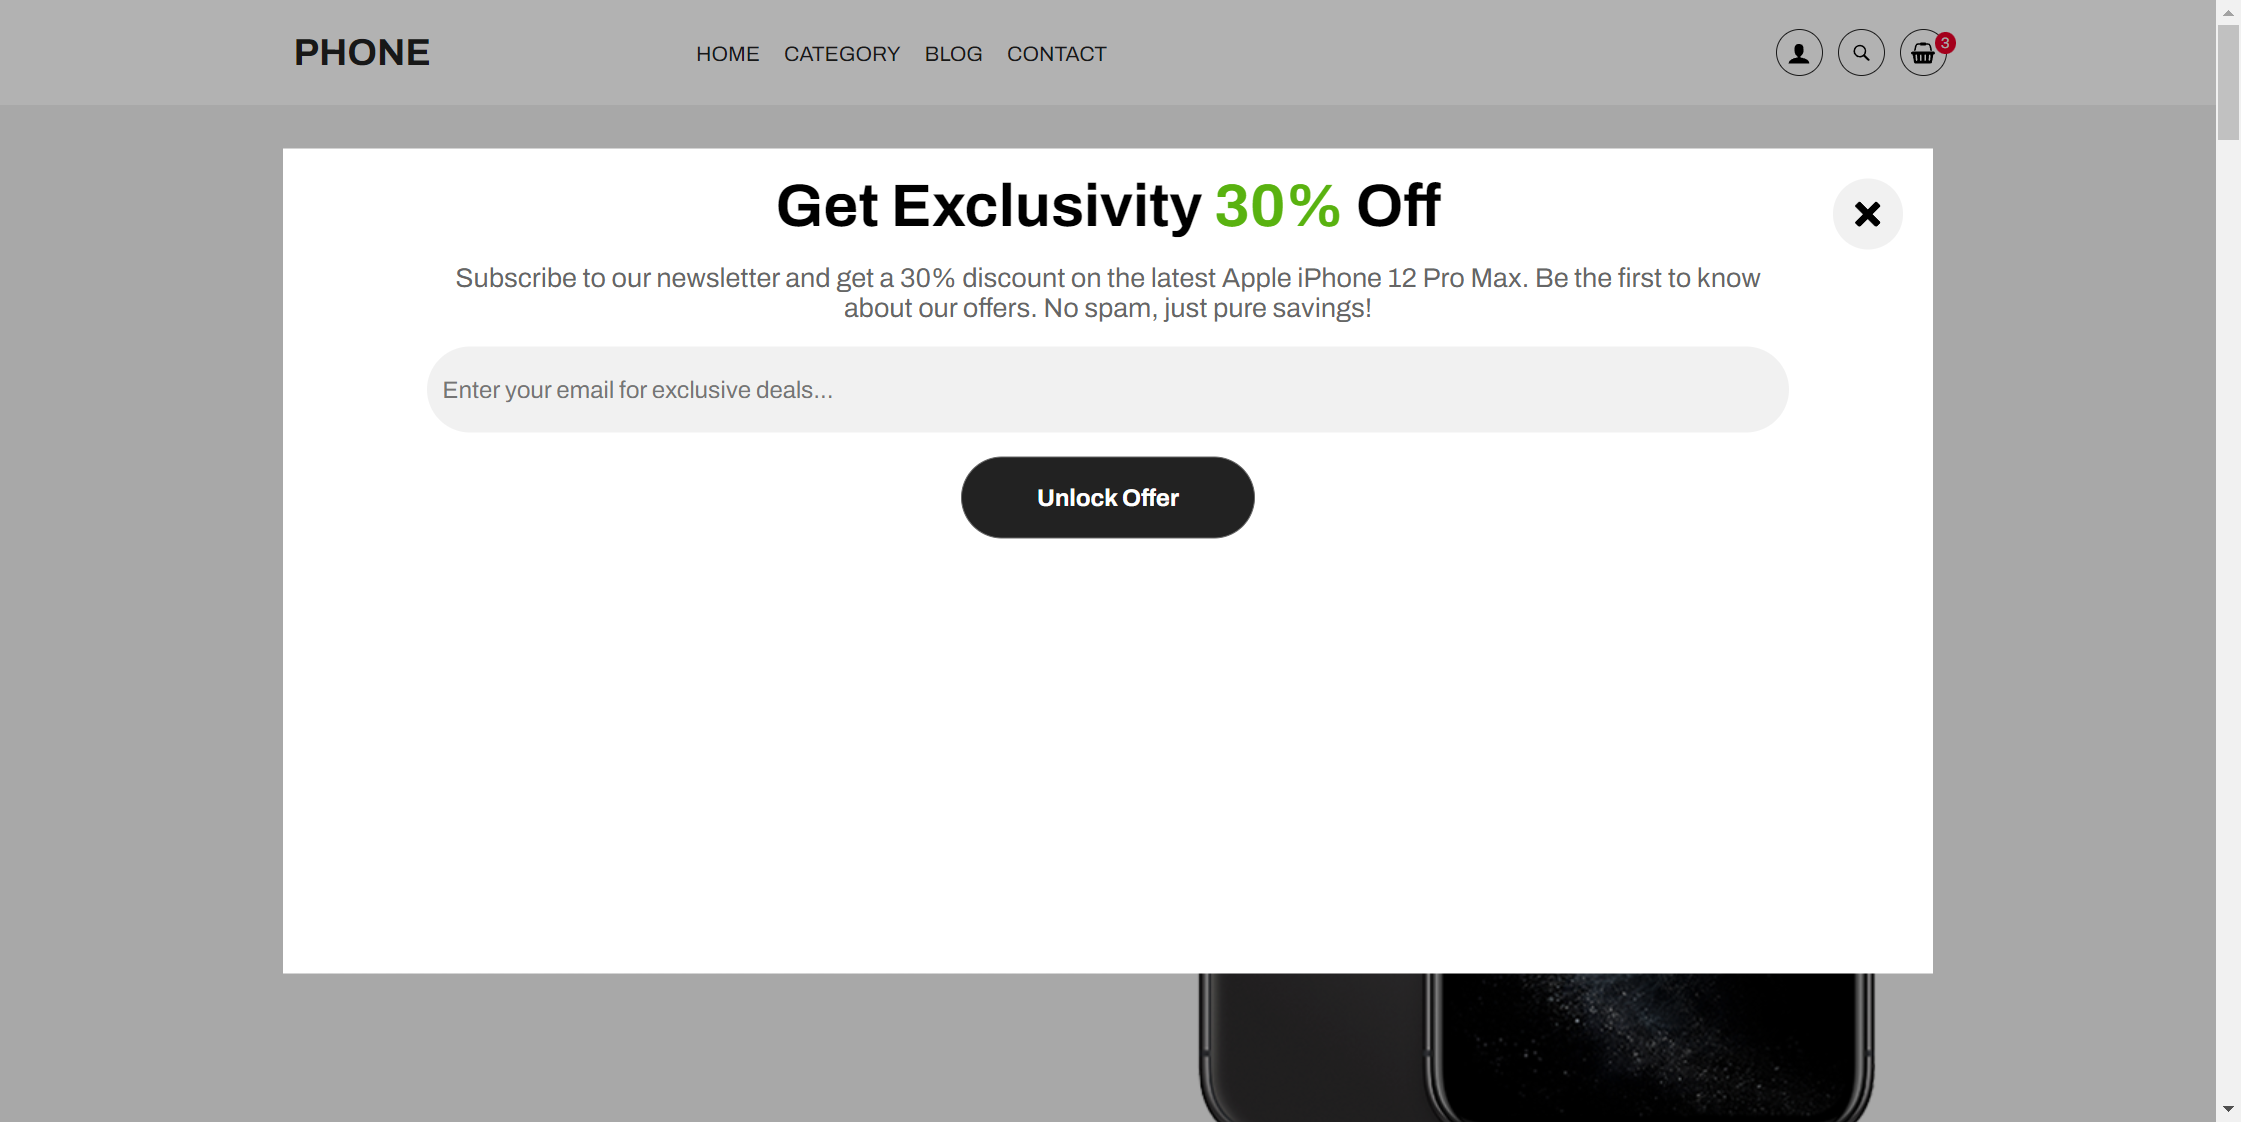 PHONE
HOME CATEGORY BLOG CONTACT
3
Get Exclusivity 30% Off
Subscribe to our newsletter and get a 30% discount on the latest Apple iPhone 12 Pro Max. Be the first to know
about our offers. No spam, just pure savings!
Enter your email for exclusive deals...
Unlock Offer